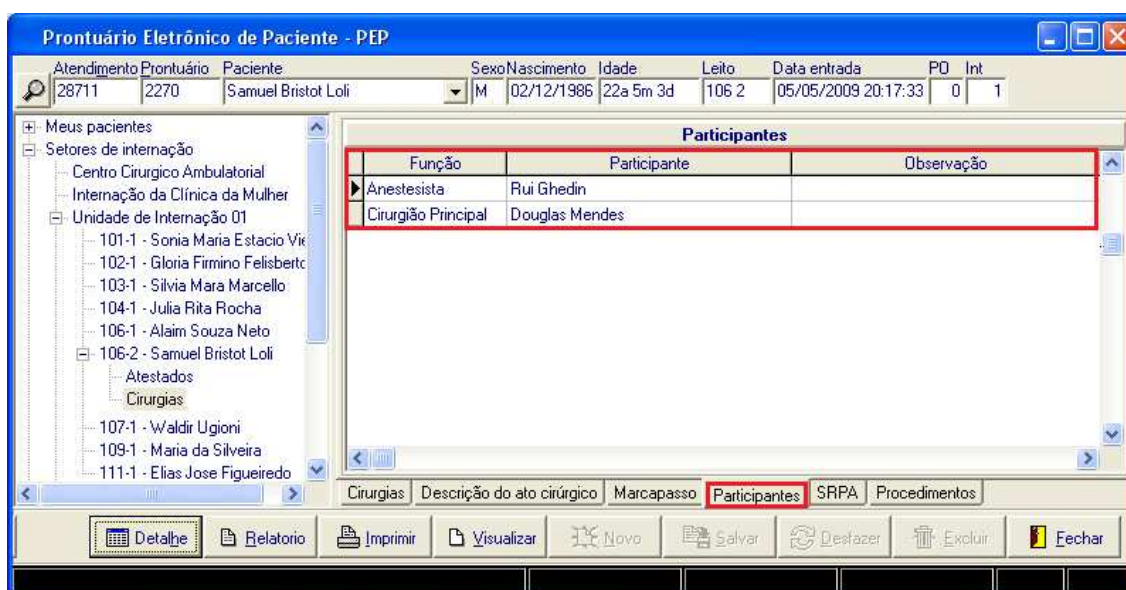 Prontuário Eletrônico de Paciente - PEP
Atendimento Prontuário Paciente Sexo Nascimento Idade Leito Data entrada PO Int
28711 2270 Samuel Bristot Loli M 02/12/1986 22a 5m 3d 106 2 05/05/2009 20:17:33 0 1
Meus pacientes
Setores de internação
Centro Cirurgico Ambulatorial
Internação da Clínica da Mulher
Unidade de Internação 01
101-1 - Sonia Maria Estacio Vie
102-1 - Gloria Firmino Felisberto
103-1 - Silvia Mara Marcello
104-1 - Julia Rita Rocha
106-1 - Alaim Souza Neto
106-2 - Samuel Bristot Loli
Atestados
Cirurgias
107-1 - Waldir Ugioni
109-1 - Maria da Silveira
111-1 - Elias Jose Figueiredo
Participantes
Função Participante Observação
Anestesista Rui Ghedin
Cirurgião Principal Douglas Mendes
Cirurgias Descrição do ato cirúrgico Marcapasso Participantes SRPA Procedimentos
Detalhe Relatorio Imprimir Visualizar Novo Salvar Desfazer Excluir Fechar